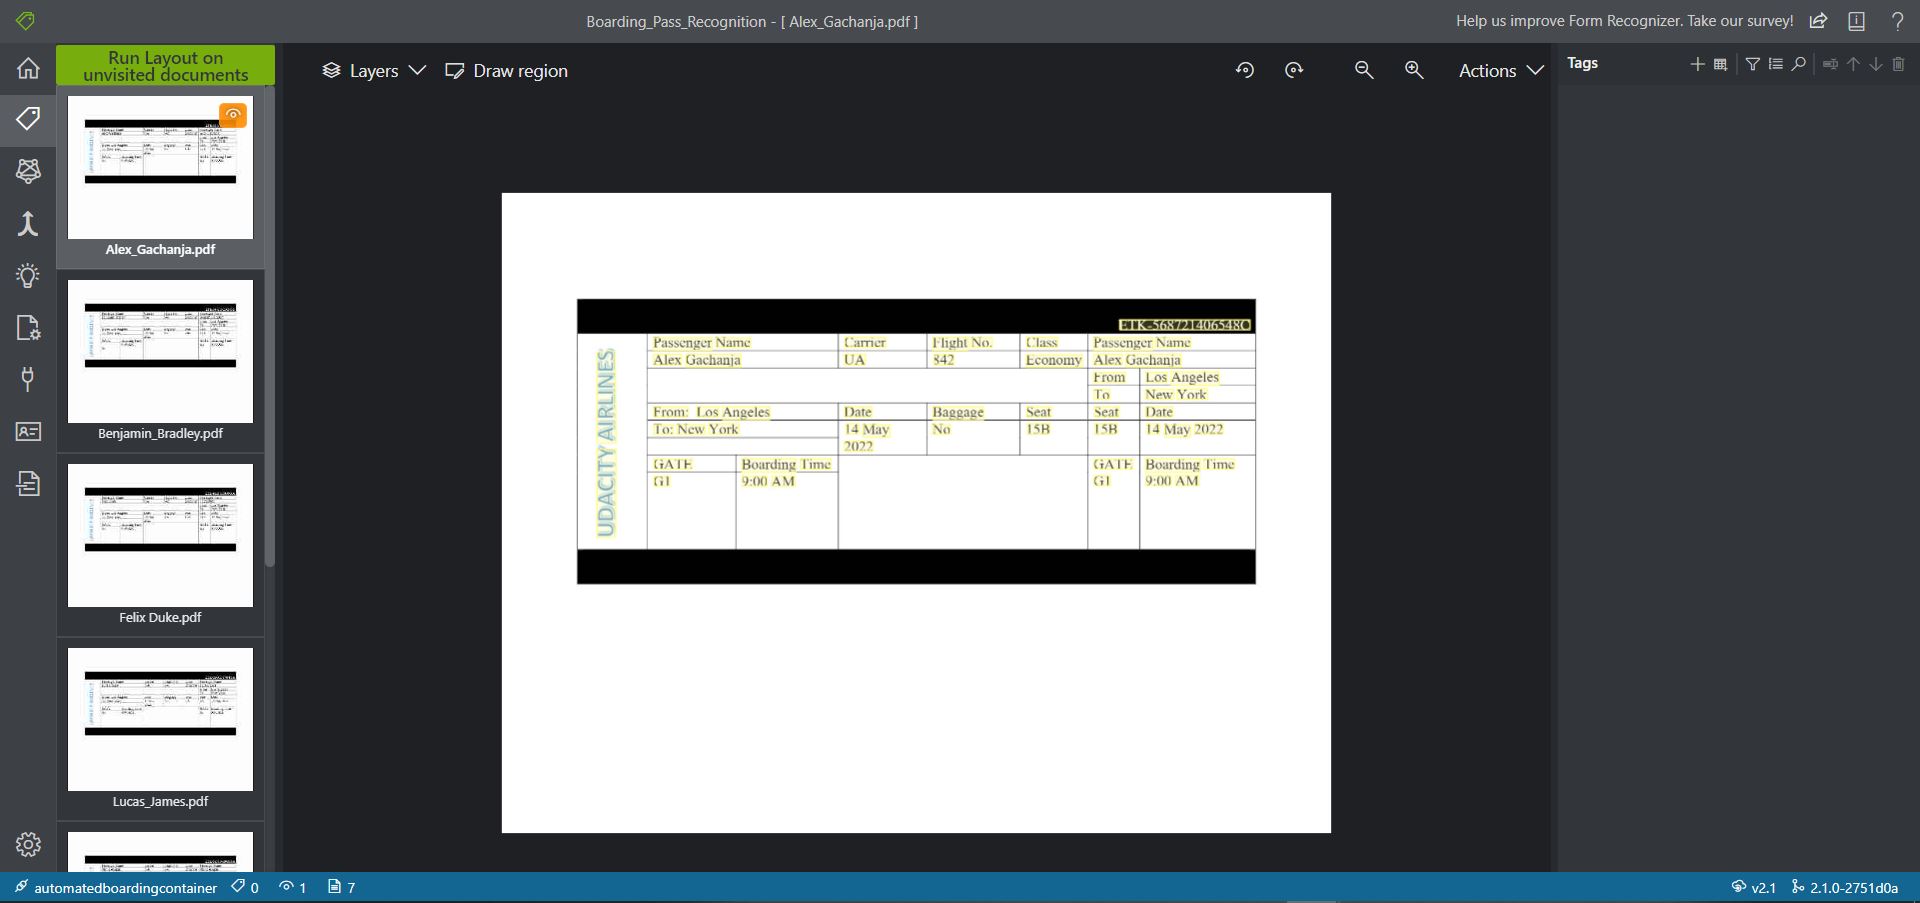 Boarding_Pass_Recognition - [ Alex_Gachanja.pdf ]
Help us improve Form Recognizer. Take our survey!
Run Layout on
unvisited documents
Layers
Draw region
Actions
Tags
Alex_Gachanja.pdf
Benjamin_Bradley.pdf
Felix Duke.pdf
Lucas_James.pdf
ETK-568721406548C
UDACITY AIRLINES
Passenger Name Carrier Flight No. Class Passenger Name
Alex Gachanja UA 842 Economy Alex Gachanja
From Los Angeles
To New York
From: Los Angeles Date Baggage Seat Seat Date
To: New York 14 May No 15B 15B 14 May 2022
2022
GATE Boarding Time GATE Boarding Time
G1 9:00 AM G1 9:00 AM
automatedboardingcontainer 0 1 7
v2.1 2.1.0-2751d0a